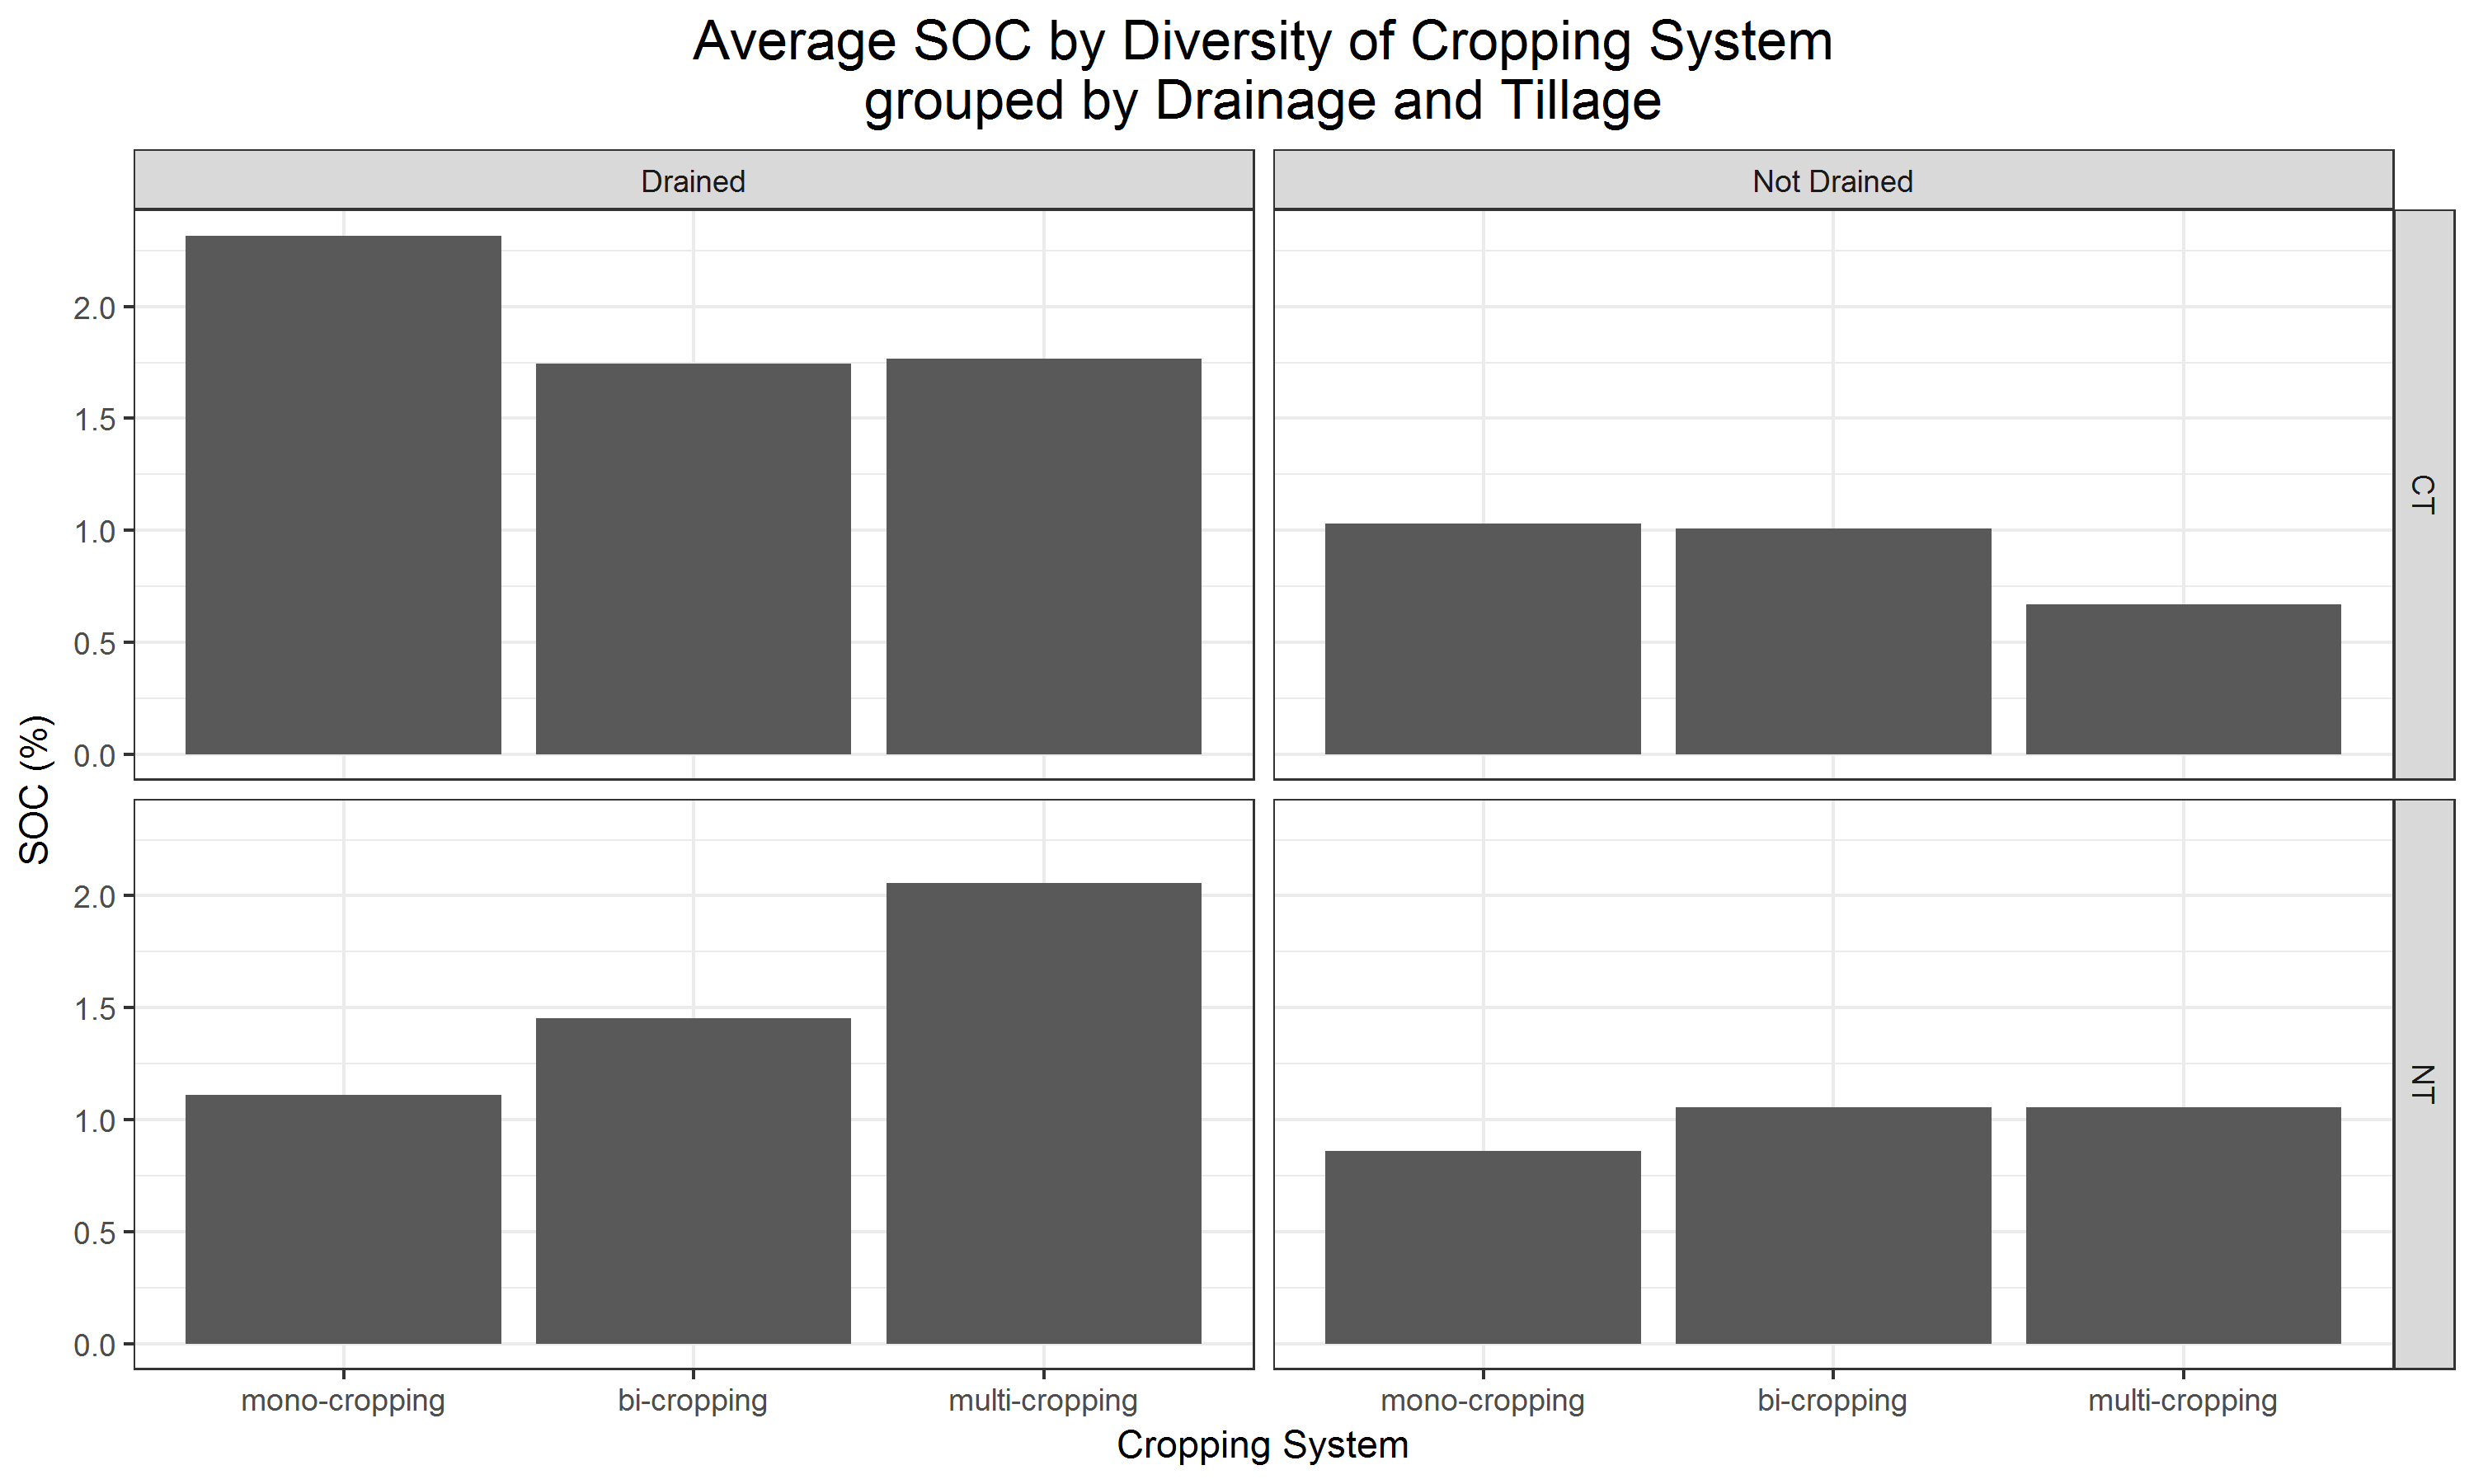 Average SOC by Diversity of Cropping System
grouped by Drainage and Tillage
Drained
Not Drained
2.0
1.5
1.0
0.5
0.0
CT
SOC (%)
2.0
1.5
1.0
0.5
0.0
NT
mono-cropping
bi-cropping
multi-cropping
mono-cropping
bi-cropping
multi-cropping
Cropping System